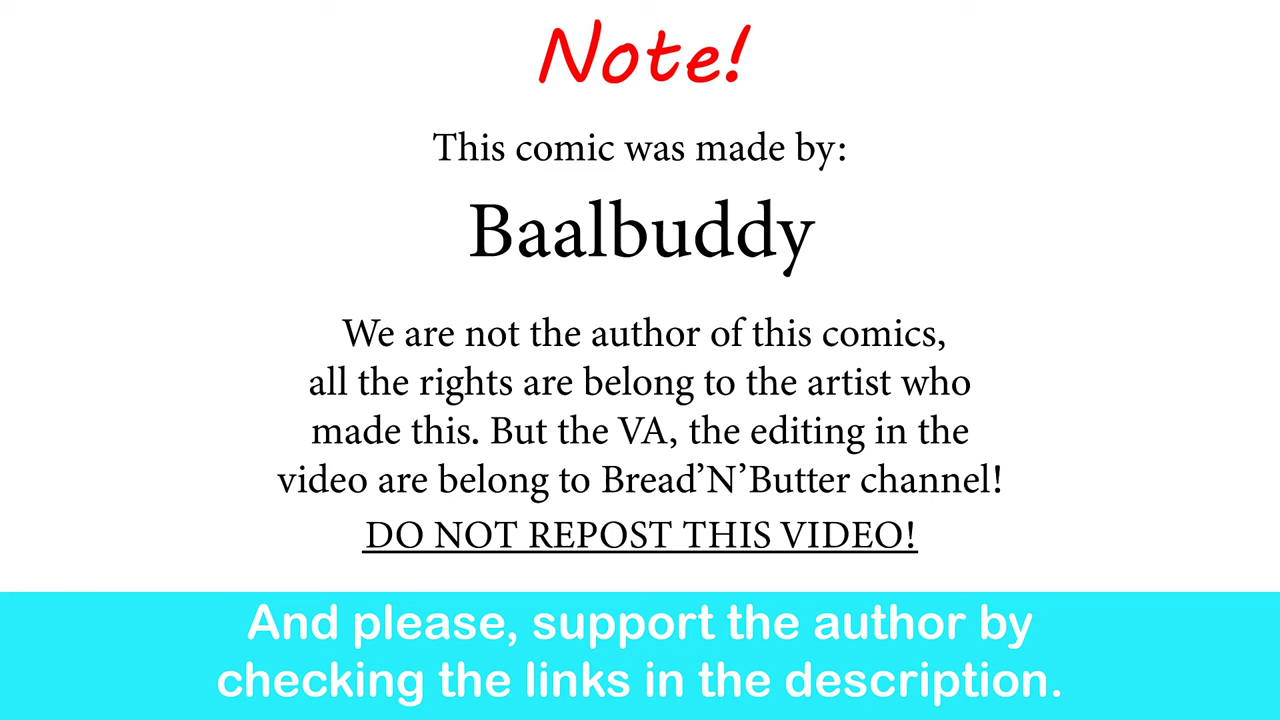 Note!
This comic was made by:
Baalbuddy
We are not the author of this comics,
all the rights are belong to the artist who
made this. But the VA, the editing in the
video are belong to Bread’N’Butter channel!
DO NOT REPOST THIS VIDEO!
And please, support the author by
checking the links in the description.